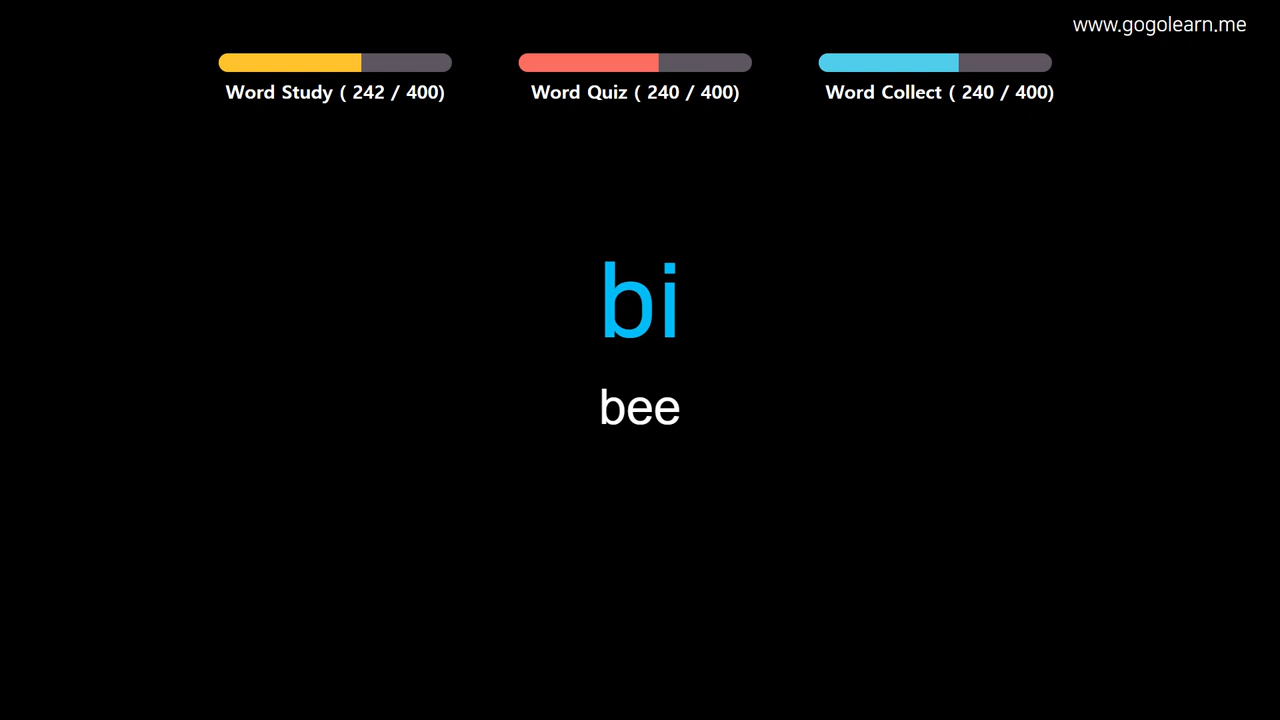 www.gogolearn.me
Word Study ( 242 / 400)
Word Quiz ( 240 / 400)
Word Collect ( 240 / 400)
bi
bee